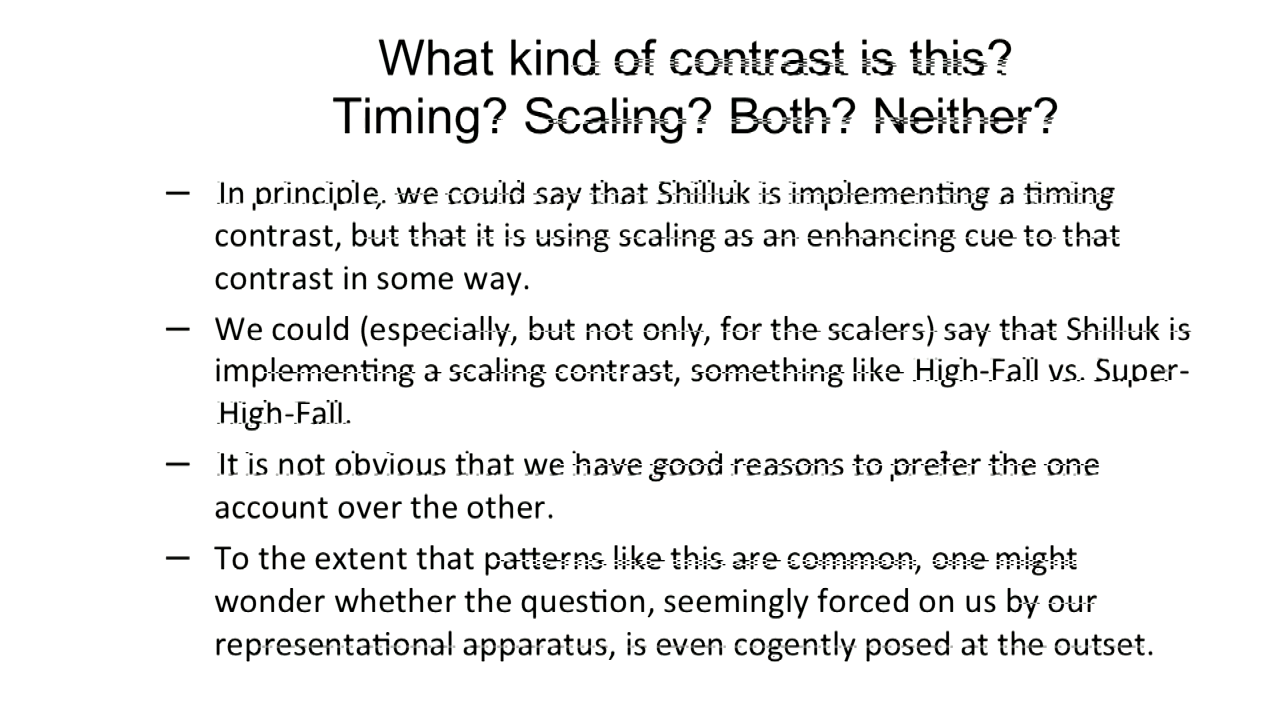 What kind of contrast is this?
Timing? Scaling? Both? Neither?
– In principle, we could say that Shilluk is implementing a timing
contrast, but that it is using scaling as an enhancing cue to that
contrast in some way.
– We could (especially, but not only, for the scalers) say that Shilluk is
implementing a scaling contrast, something like High-Fall vs. Super-
High-Fall.
– It is not obvious that we have good reasons to prefer the one
account over the other.
– To the extent that patterns like this are common, one might
wonder whether the question, seemingly forced on us by our
representational apparatus, is even cogently posed at the outset.